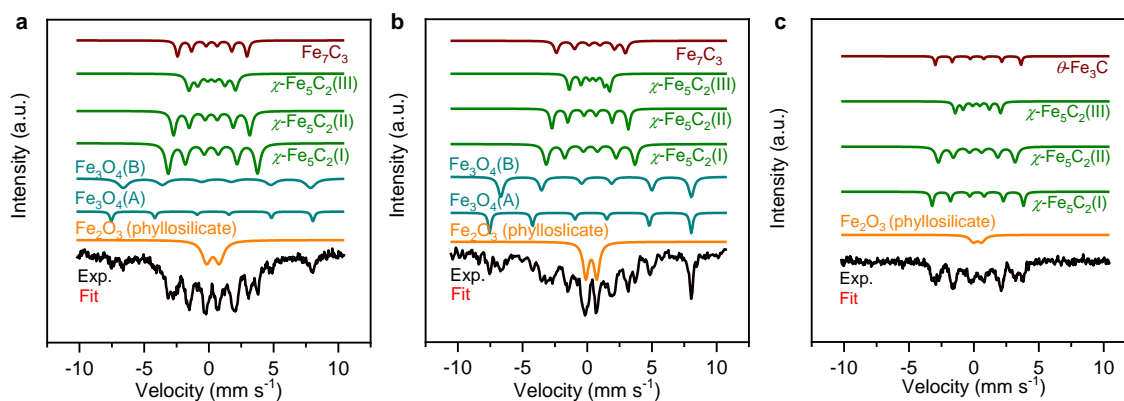 a
Intensity (a.u.)
Fe₇C₃
χ-Fe₅C₂(III)
χ-Fe₅C₂(II)
χ-Fe₅C₂(I)
Fe₃O₄(B)
Fe₃O₄(A)
Fe₂O₃ (phyllosilicate)
Exp.
Fit
-10 -5 0 5 10
Velocity (mm s⁻¹)
b
Intensity (a.u.)
Fe₇C₃
χ-Fe₅C₂(III)
χ-Fe₅C₂(II)
χ-Fe₅C₂(I)
Fe₃O₄(B)
Fe₃O₄(A)
Fe₂O₃ (phyllosilicate)
Exp.
Fit
-10 -5 0 5 10
Velocity (mm s⁻¹)
c
Intensity (a.u.)
θ-Fe₃C
χ-Fe₅C₂(III)
χ-Fe₅C₂(II)
χ-Fe₅C₂(I)
Fe₂O₃ (phyllosilicate)
Exp.
Fit
-10 -5 0 5 10
Velocity (mm s⁻¹)